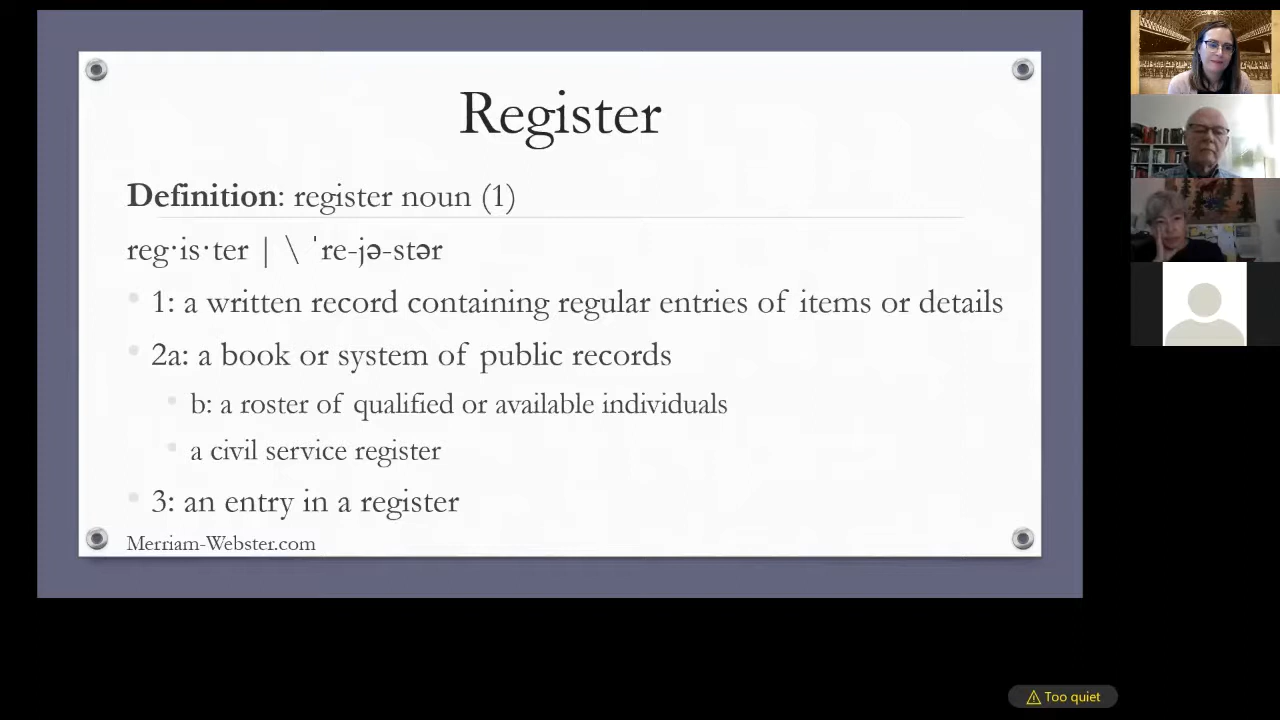 Register
Definition: register noun (1)
reg·is·ter | \ ˈre-jə-stər
1: a written record containing regular entries of items or details
2a: a book or system of public records
b: a roster of qualified or available individuals
a civil service register
3: an entry in a register
Merriam-Webster.com
Too quiet